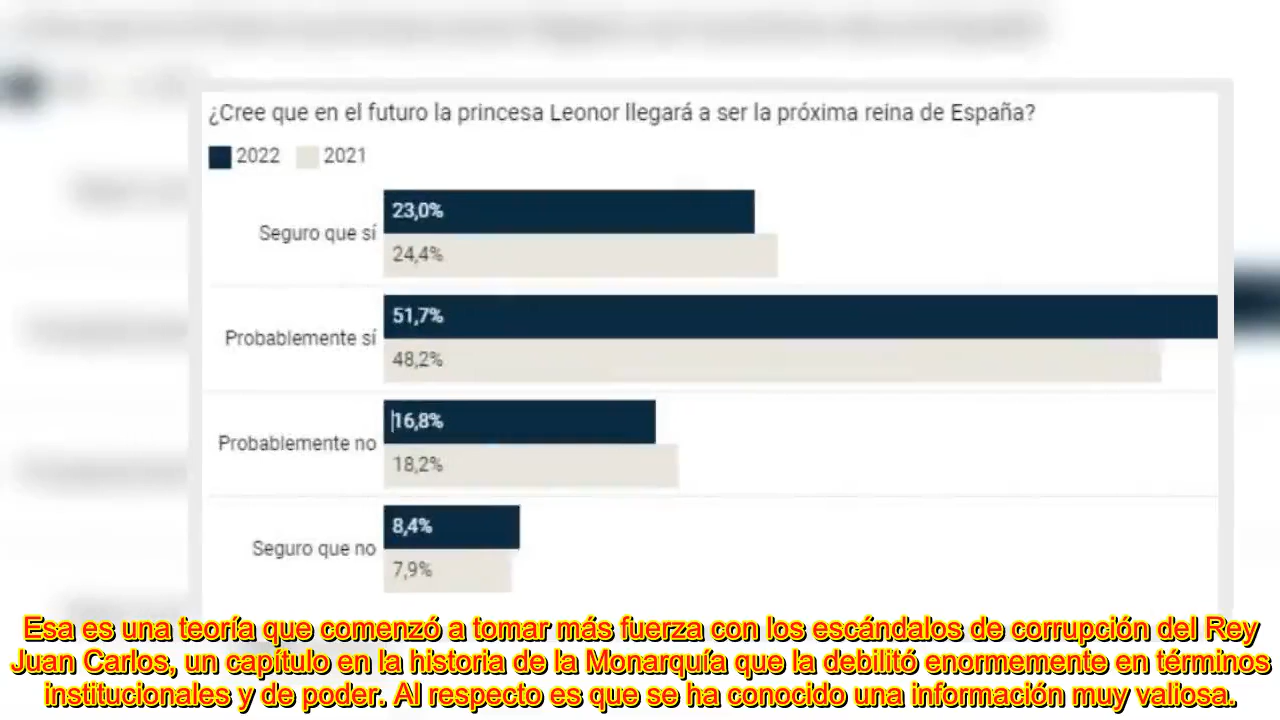 ¿Cree que en el futuro la princesa Leonor llegará a ser la próxima reina de España?
2022 2021
Seguro que sí
23,0%
24,4%
Probablemente sí
51,7%
48,2%
Probablemente no
16,8%
18,2%
Seguro que no
8,4%
7,9%
Esa es una teoría que comenzó a tomar más fuerza con los escándalos de corrupción del Rey
Juan Carlos, un capítulo en la historia de la Monarquía que la debilitó enormemente en términos
institucionales y de poder. Al respecto es que se ha conocido una información muy valiosa.